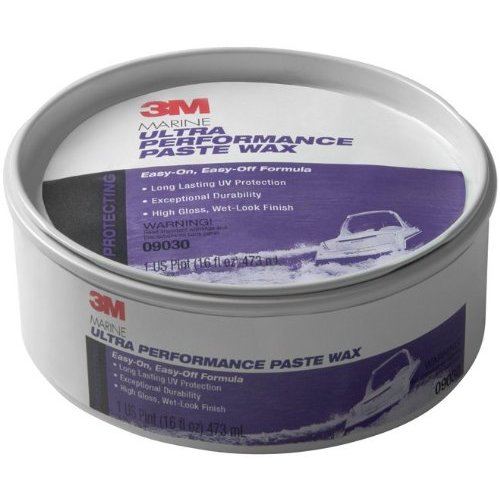 3M
MARINE
ULTRA
PERFORMANCE
PASTE WAX
Easy-On, Easy-Off Formula
• Long Lasting UV Protection
• Exceptional Durability
• High Gloss, Wet-Look Finish
WARNING!
09030
1 US Pint (16 fl oz) 473 mL
PROTECTING
3M
MARINE
ULTRA PERFORMANCE PASTE WAX
Easy-On, Easy-Off Formula
• Long Lasting UV Protection
• Exceptional Durability
• High Gloss, Wet-Look Finish
1 US Pint (16 fl oz) 473 mL
WARNING!
09030